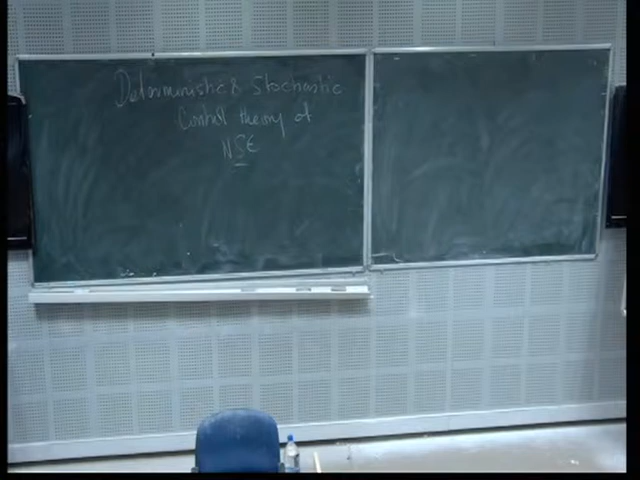 Deterministic & Stochastic
Control theory of
NSE